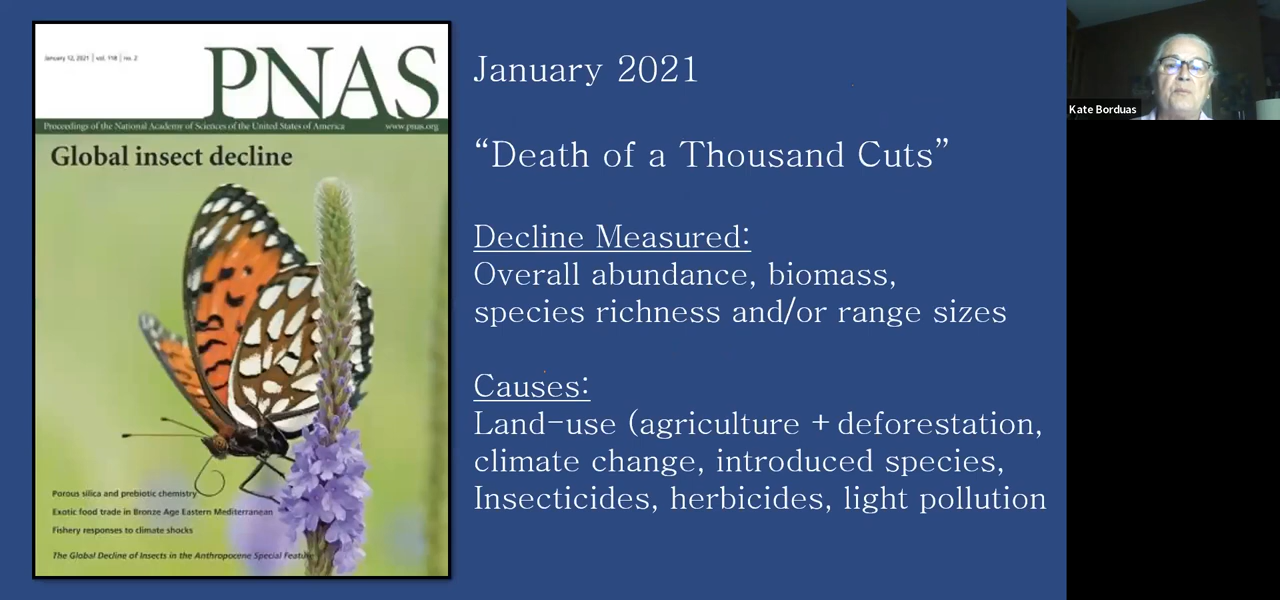 January 12, 2021 | vol. 118 | no. 2
PNAS
Proceedings of the National Academy of Sciences of the United States of America www.pnas.org
Global insect decline
Porous silica and prebiotic chemistry
Exotic food trade in Bronze Age Eastern Mediterranean
Fishery responses to climate shocks
The Global Decline of Insects in the Anthropocene Special Feature
January 2021
“Death of a Thousand Cuts”
Decline Measured:
Overall abundance, biomass,
species richness and/or range sizes
Causes:
Land-use (agriculture + deforestation,
climate change, introduced species,
Insecticides, herbicides, light pollution
Kate Borduas